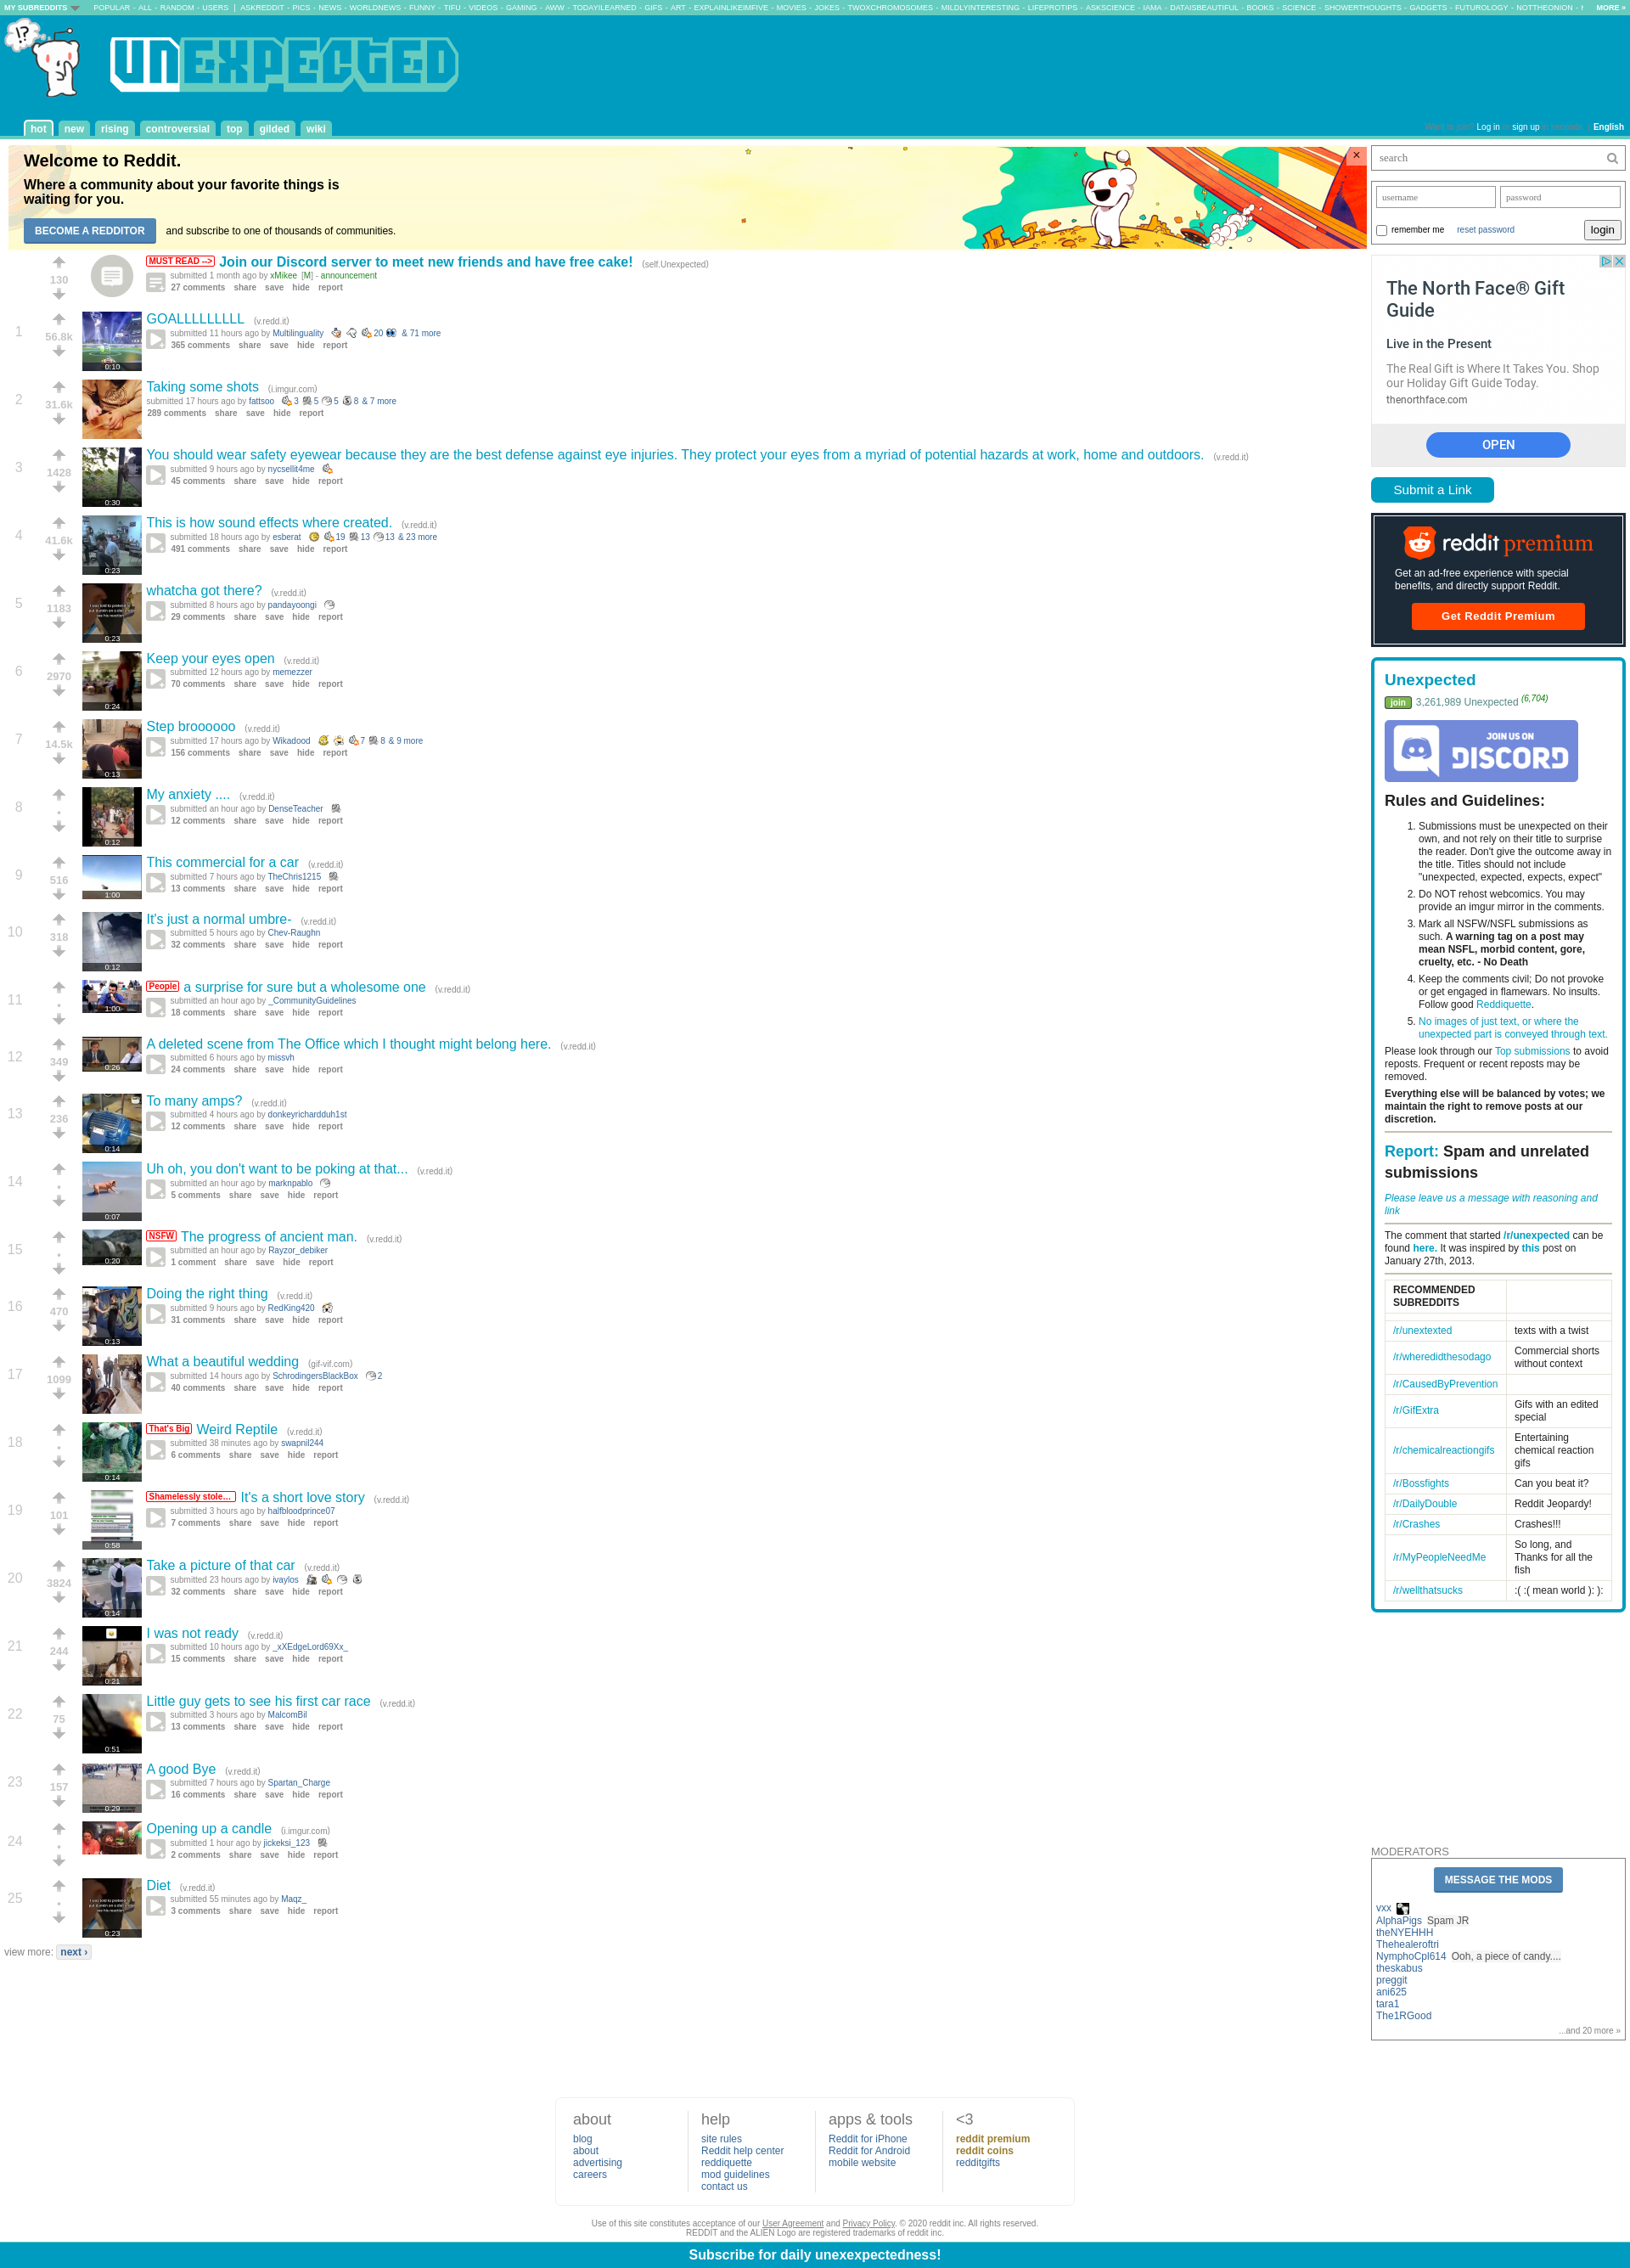 MY SUBREDDITS POPULAR - ALL - RANDOM - USERS | ASKREDDIT - PICS - NEWS - WORLDNEWS - FUNNY - TIFU - VIDEOS - GAMING - AWW - TODAYILEARNED - GIFS - ART - EXPLAINLIKEIMFIVE - MOVIES - JOKES - TWOXCHROMOSOMES - MILDLYINTERESTING - LIFEPROTIPS - ASKSCIENCE - IAMA - DATAISBEAUTIFUL - BOOKS - SCIENCE - SHOWERTHOUGHTS - GADGETS - FUTUROLOGY - NOTTHEONION - MORE »
!?
UNEXPECTED
hot new rising controversial top gilded wiki
Log in sign up English
Welcome to Reddit.
Where a community about your favorite things is
waiting for you.
BECOME A REDDITOR and subscribe to one of thousands of communities.
130
MUST READ --> Join our Discord server to meet new friends and have free cake! (self.Unexpected)
submitted 1 month ago by xMikee [M] - announcement
27 comments share save hide report
1
56.8k
0:10
GOALLLLLLLLL (v.redd.it)
submitted 11 hours ago by Multilinguality 20 & 71 more
365 comments share save hide report
2
31.6k
Taking some shots (i.imgur.com)
submitted 17 hours ago by fattsoo 3 5 5 8 & 7 more
289 comments share save hide report
3
1428
0:30
You should wear safety eyewear because they are the best defense against eye injuries. They protect your eyes from a myriad of potential hazards at work, home and outdoors. (v.redd.it)
submitted 9 hours ago by nycsellit4me
45 comments share save hide report
4
41.6k
0:23
This is how sound effects where created. (v.redd.it)
submitted 18 hours ago by esberat 19 13 13 & 23 more
491 comments share save hide report
5
1183
0:23
whatcha got there? (v.redd.it)
submitted 8 hours ago by pandayoongi
29 comments share save hide report
6
2970
0:24
Keep your eyes open (v.redd.it)
submitted 12 hours ago by memezzer
70 comments share save hide report
7
14.5k
0:13
Step broooooo (v.redd.it)
submitted 17 hours ago by Wikadood 7 8 & 9 more
156 comments share save hide report
8
•
0:12
My anxiety .... (v.redd.it)
submitted an hour ago by DenseTeacher
12 comments share save hide report
9
516
1:00
This commercial for a car (v.redd.it)
submitted 7 hours ago by TheChris1215
13 comments share save hide report
10
318
0:12
It's just a normal umbre- (v.redd.it)
submitted 5 hours ago by Chev-Raughn
32 comments share save hide report
11
•
1:00
People a surprise for sure but a wholesome one (v.redd.it)
submitted an hour ago by _CommunityGuidelines
18 comments share save hide report
12
349
0:26
A deleted scene from The Office which I thought might belong here. (v.redd.it)
submitted 6 hours ago by missvh
24 comments share save hide report
13
236
0:14
To many amps? (v.redd.it)
submitted 4 hours ago by donkeyrichardduh1st
12 comments share save hide report
14
•
0:07
Uh oh, you don't want to be poking at that... (v.redd.it)
submitted an hour ago by marknpablo
5 comments share save hide report
15
•
0:20
NSFW The progress of ancient man. (v.redd.it)
submitted an hour ago by Rayzor_debiker
1 comment share save hide report
16
470
0:13
Doing the right thing (v.redd.it)
submitted 9 hours ago by RedKing420
31 comments share save hide report
17
1099
What a beautiful wedding (gif-vif.com)
submitted 14 hours ago by SchrodingersBlackBox 2
40 comments share save hide report
18
•
0:14
That's Big Weird Reptile (v.redd.it)
submitted 38 minutes ago by swapnil244
6 comments share save hide report
19
101
0:58
Shamelessly stole... It's a short love story (v.redd.it)
submitted 3 hours ago by halfbloodprince07
7 comments share save hide report
20
3824
0:14
Take a picture of that car (v.redd.it)
submitted 23 hours ago by ivaylos
32 comments share save hide report
21
244
0:21
I was not ready (v.redd.it)
submitted 10 hours ago by _xXEdgeLord69Xx_
15 comments share save hide report
22
75
0:51
Little guy gets to see his first car race (v.redd.it)
submitted 3 hours ago by MalcomBil
13 comments share save hide report
23
157
0:29
A good Bye (v.redd.it)
submitted 7 hours ago by Spartan_Charge
16 comments share save hide report
24
•
Opening up a candle (i.imgur.com)
submitted 1 hour ago by jickeksi_123
2 comments share save hide report
25
•
0:23
Diet (v.redd.it)
submitted 55 minutes ago by Maqz_
3 comments share save hide report
view more: next ›
search
username password
remember me reset password login
The North Face® Gift
Guide
Live in the Present
The Real Gift is Where It Takes You. Shop
our Holiday Gift Guide Today.
thenorthface.com
OPEN
Submit a Link
reddit premium
Get an ad-free experience with special
benefits, and directly support Reddit.
Get Reddit Premium
Unexpected
join 3,261,989 Unexpected (6,704)
JOIN US ON
DISCORD
Rules and Guidelines:
1. Submissions must be unexpected on their
own, and not rely on their title to surprise
the reader. Don't give the outcome away in
the title. Titles should not include
"unexpected, expected, expects, expect"
2. Do NOT rehost webcomics. You may
provide an imgur mirror in the comments.
3. Mark all NSFW/NSFL submissions as
such. A warning tag on a post may
mean NSFL, morbid content, gore,
cruelty, etc. - No Death
4. Keep the comments civil; Do not provoke
or get engaged in flamewars. No insults.
Follow good Reddiquette.
5. No images of just text, or where the
unexpected part is conveyed through text.
Please look through our Top submissions to avoid
reposts. Frequent or recent reposts may be
removed.
Everything else will be balanced by votes; we
maintain the right to remove posts at our
discretion.
Report: Spam and unrelated
submissions
Please leave us a message with reasoning and
link
The comment that started /r/unexpected can be
found here. It was inspired by this post on
January 27th, 2013.
RECOMMENDED
SUBREDDITS
/r/unextexted texts with a twist
/r/wheredidthesodago Commercial shorts
without context
/r/CausedByPrevention
/r/GifExtra Gifs with an edited
special
/r/chemicalreactiongifs Entertaining
chemical reaction
gifs
/r/Bossfights Can you beat it?
/r/DailyDouble Reddit Jeopardy!
/r/Crashes Crashes!!!
/r/MyPeopleNeedMe So long, and
Thanks for all the
fish
/r/wellthatsucks :( :( mean world ): ):
MODERATORS
MESSAGE THE MODS
vxx
AlphaPigs Spam JR
theNYEHHH
Thehealeroftri
NymphoCpl614 Ooh, a piece of candy....
theskabus
preggit
ani625
tara1
The1RGood
...and 20 more »
about
blog
about
advertising
careers
help
site rules
Reddit help center
reddiquette
mod guidelines
contact us
apps & tools
Reddit for iPhone
Reddit for Android
mobile website
<3
reddit premium
reddit coins
redditgifts
Use of this site constitutes acceptance of our User Agreement and Privacy Policy. © 2020 reddit inc. All rights reserved.
REDDIT and the ALIEN Logo are registered trademarks of reddit inc.
Subscribe for daily unexexpectedness!